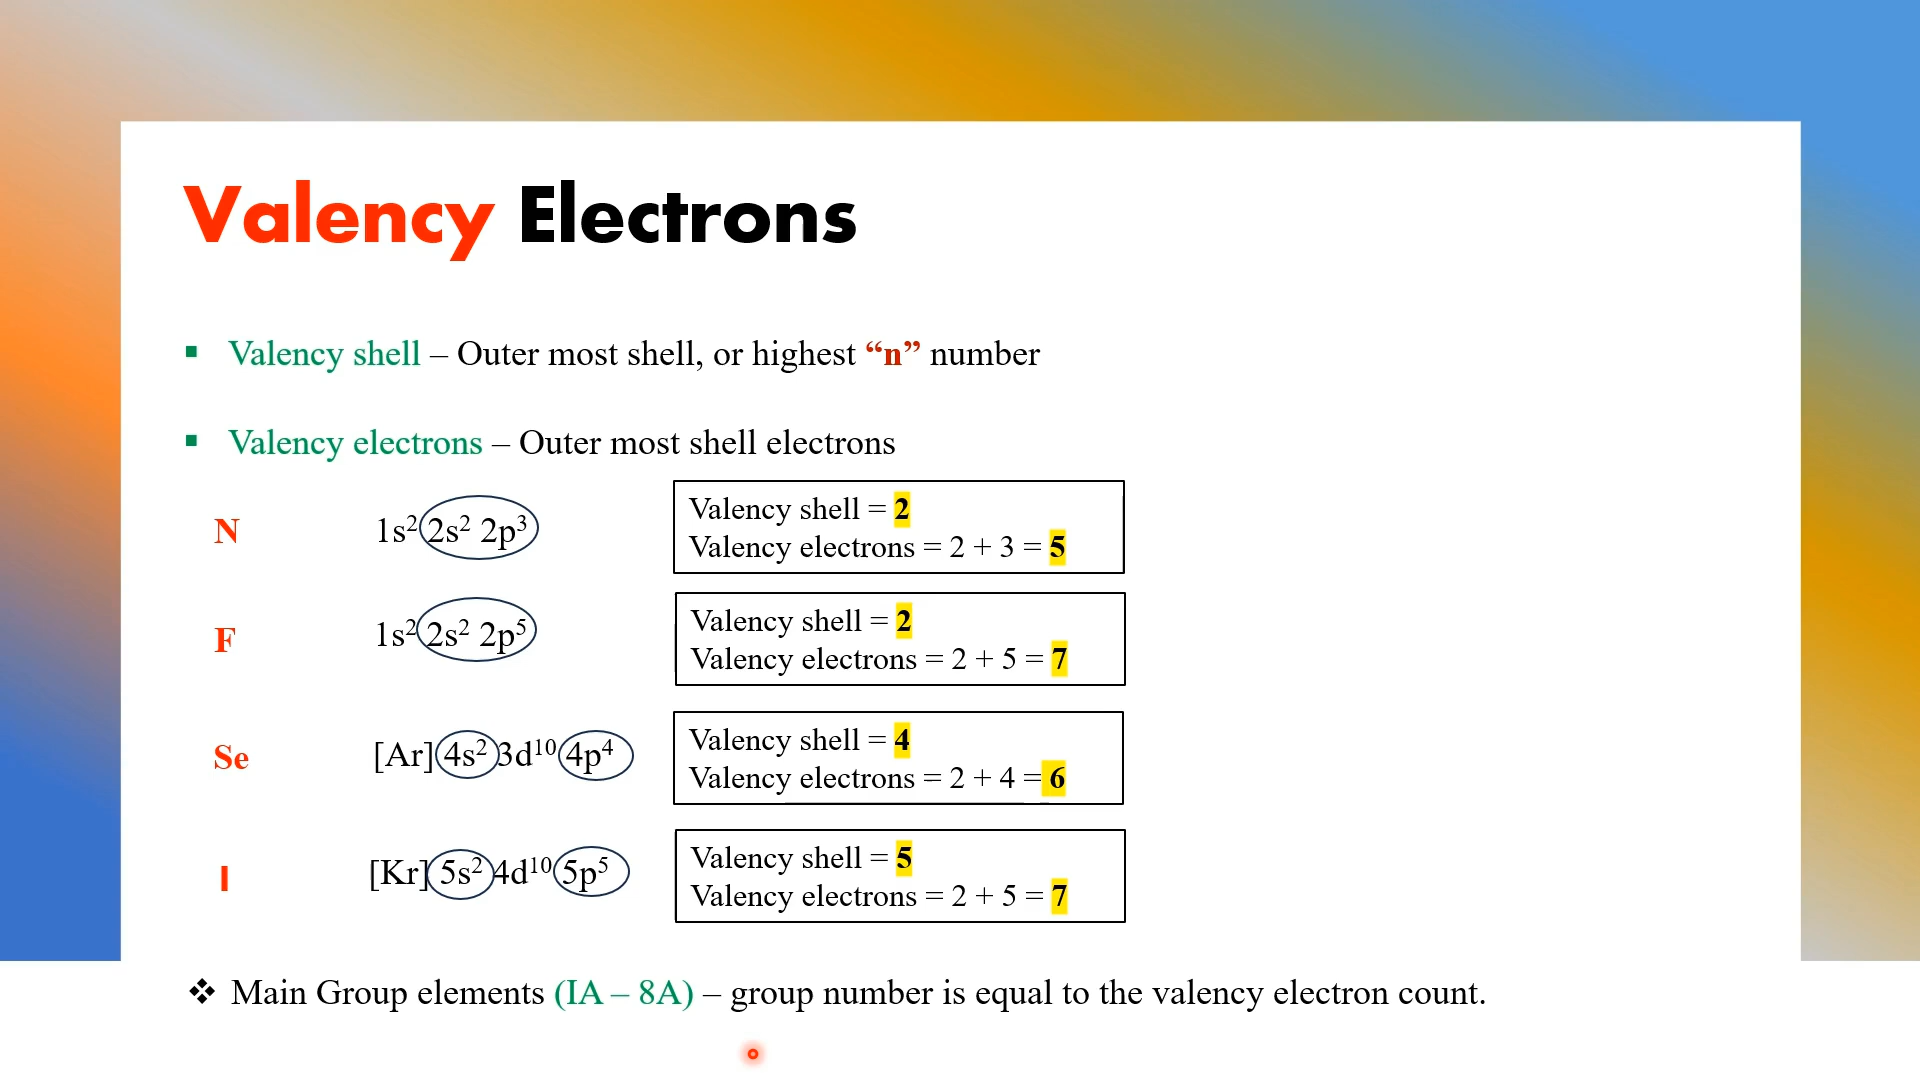 Valency Electrons
▪ Valency shell – Outer most shell, or highest “n” number
▪ Valency electrons – Outer most shell electrons
N 1s² 2s² 2p³
Valency shell = 2
Valency electrons = 2 + 3 = 5
F 1s² 2s² 2p⁵
Valency shell = 2
Valency electrons = 2 + 5 = 7
Se [Ar] 4s² 3d¹⁰ 4p⁴
Valency shell = 4
Valency electrons = 2 + 4 = 6
I [Kr] 5s² 4d¹⁰ 5p⁵
Valency shell = 5
Valency electrons = 2 + 5 = 7
❖ Main Group elements (IA – 8A) – group number is equal to the valency electron count.